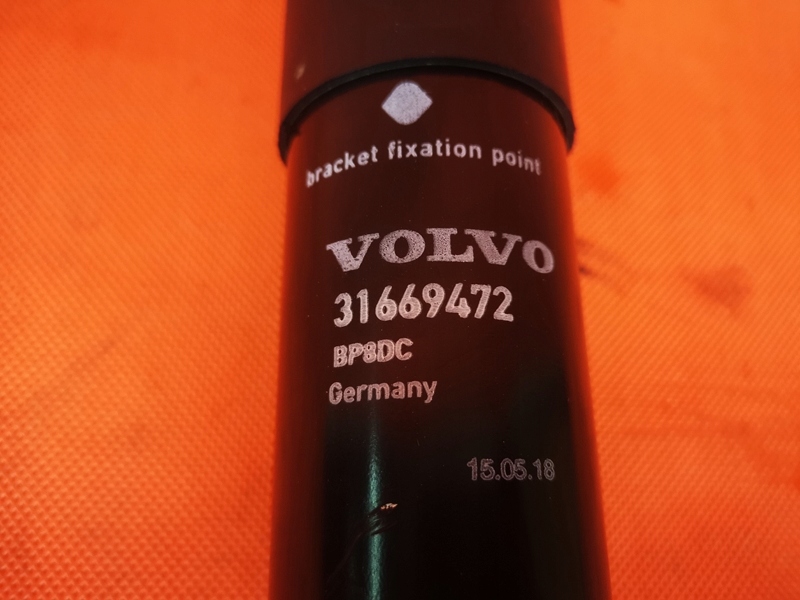 bracket fixation point
VOLVO
31669472
BP8DC
Germany
15.05.18